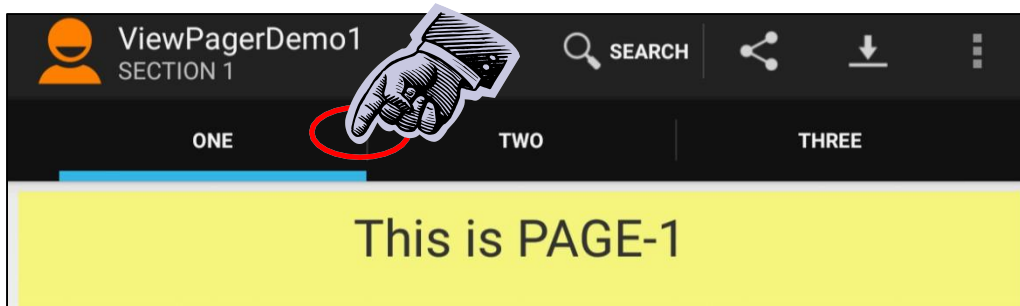 ViewPagerDemo1
SECTION 1
SEARCH
ONE
TWO
THREE
This is PAGE-1